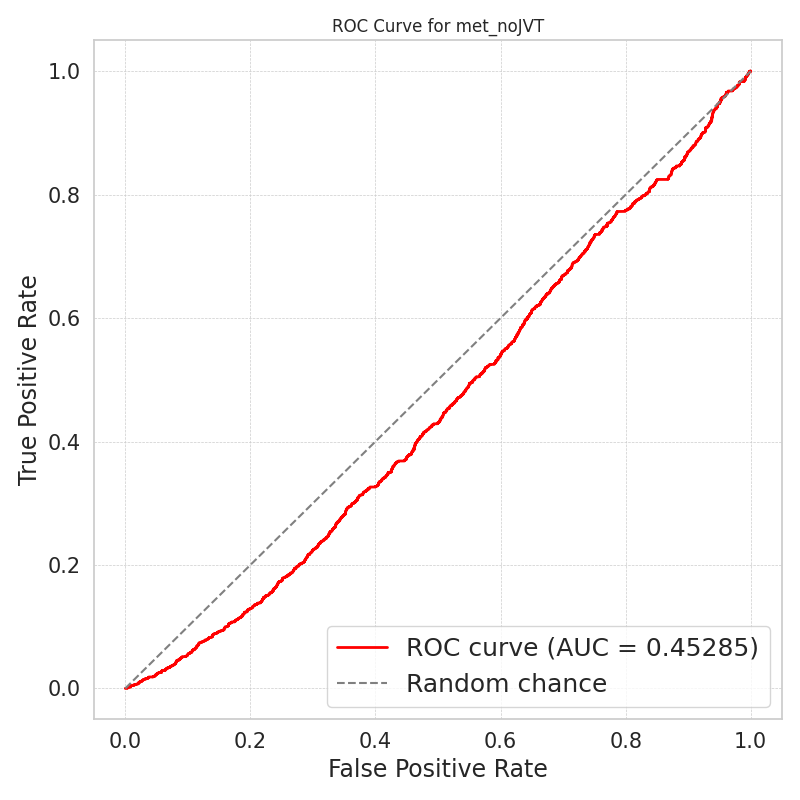 ROC Curve for met_noJVT
True Positive Rate
1.0
0.8
0.6
0.4
0.2
0.0
ROC curve (AUC = 0.45285)
Random chance
0.0 0.2 0.4 0.6 0.8 1.0
False Positive Rate